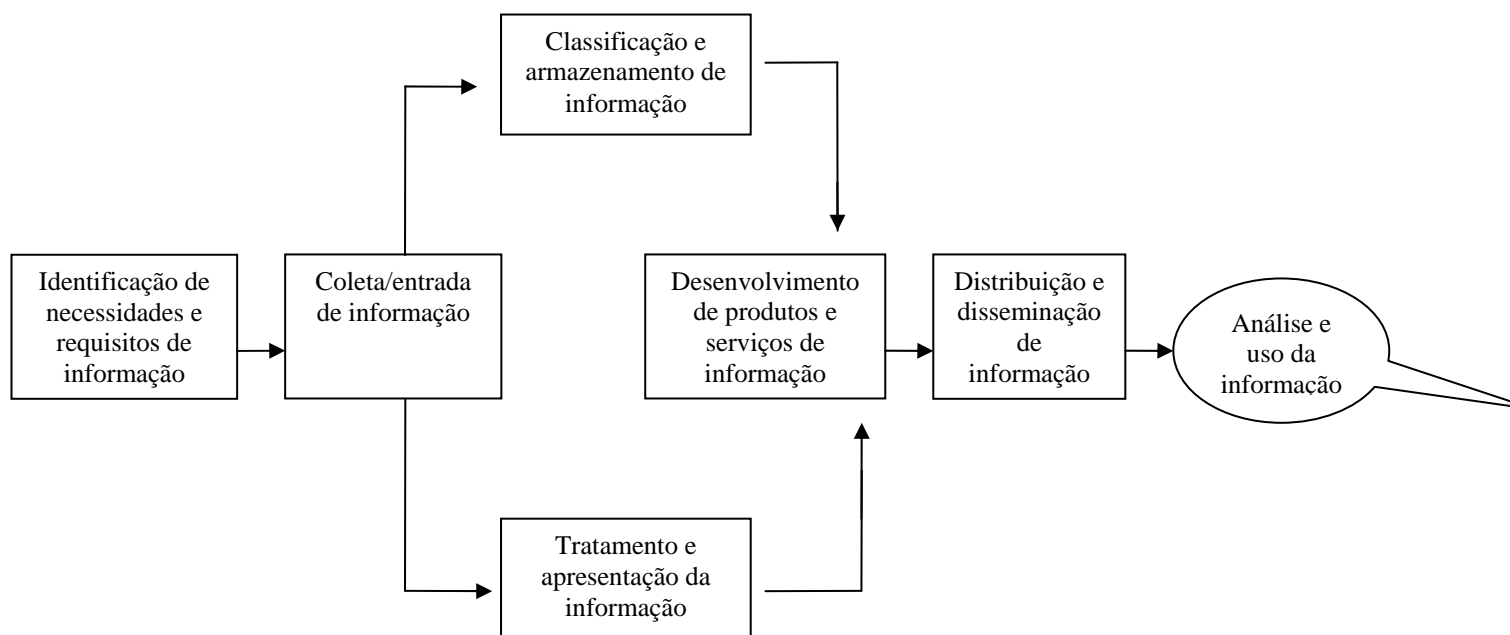 Classificação e
armazenamento de
informação
Identificação de
necessidades e
requisitos de
informação
Coleta/entrada
de informação
Desenvolvimento
de produtos e
serviços de
informação
Distribuição e
disseminação
de
informação
Análise e
uso da
informação
Tratamento e
apresentação da
informação